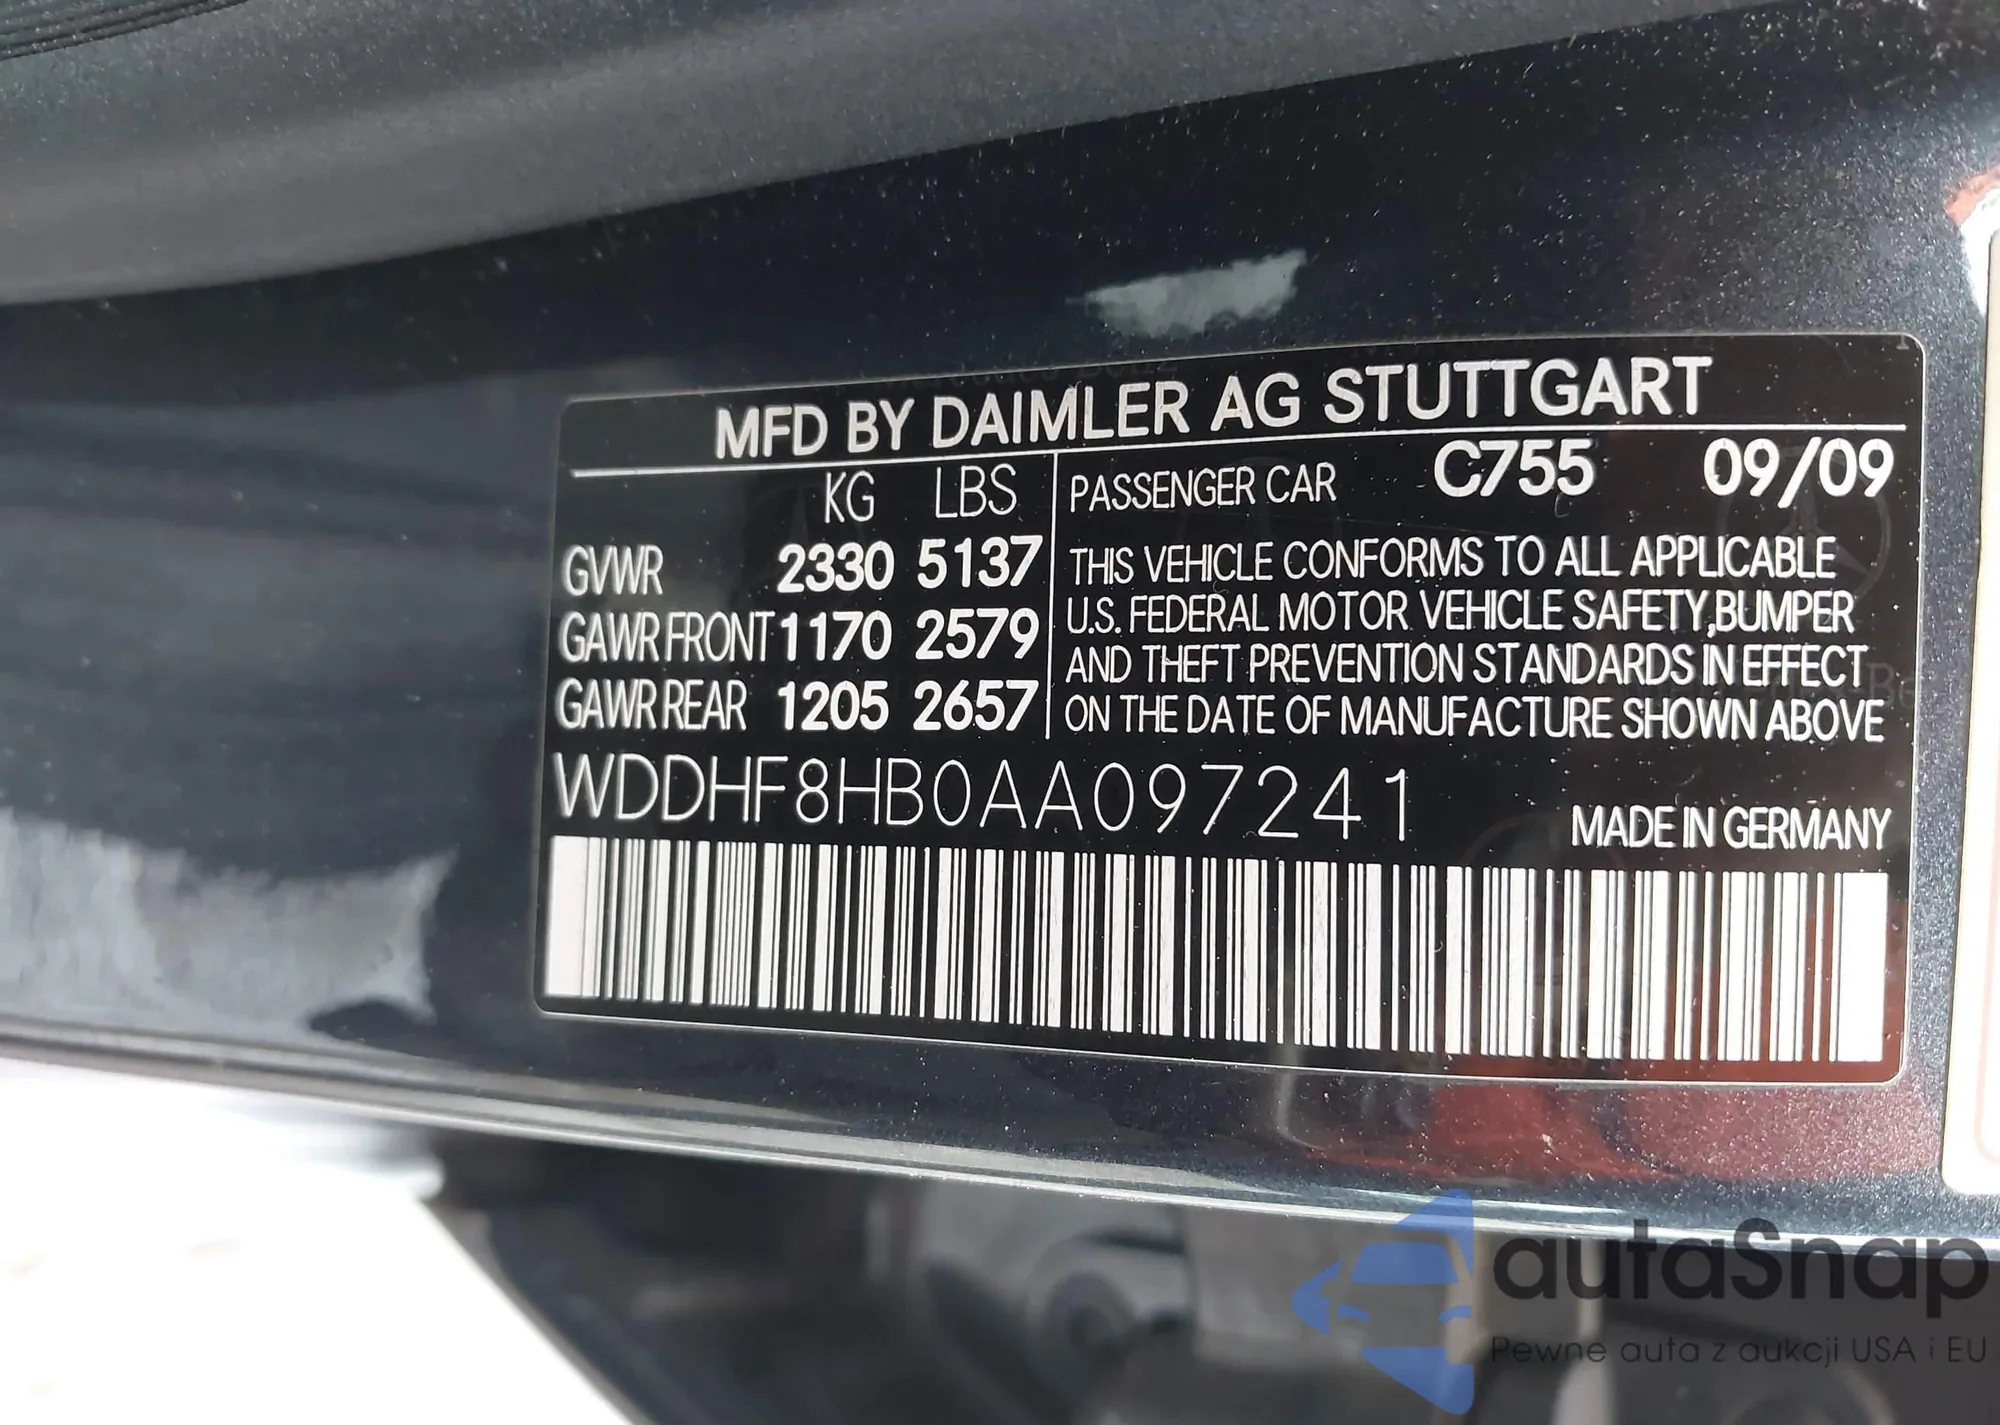 MFD BY DAIMLER AG STUTTGART
KG LBS
GVWR 2330 5137
GAWR FRONT 1170 2579
GAWR REAR 1205 2657
PASSENGER CAR C755 09/09
THIS VEHICLE CONFORMS TO ALL APPLICABLE
U.S. FEDERAL MOTOR VEHICLE SAFETY,BUMPER
AND THEFT PREVENTION STANDARDS IN EFFECT
ON THE DATE OF MANUFACTURE SHOWN ABOVE
WDDHF8HB0AA097241
MADE IN GERMANY
autaSnap
Pewne auta z aukcji USA i EU